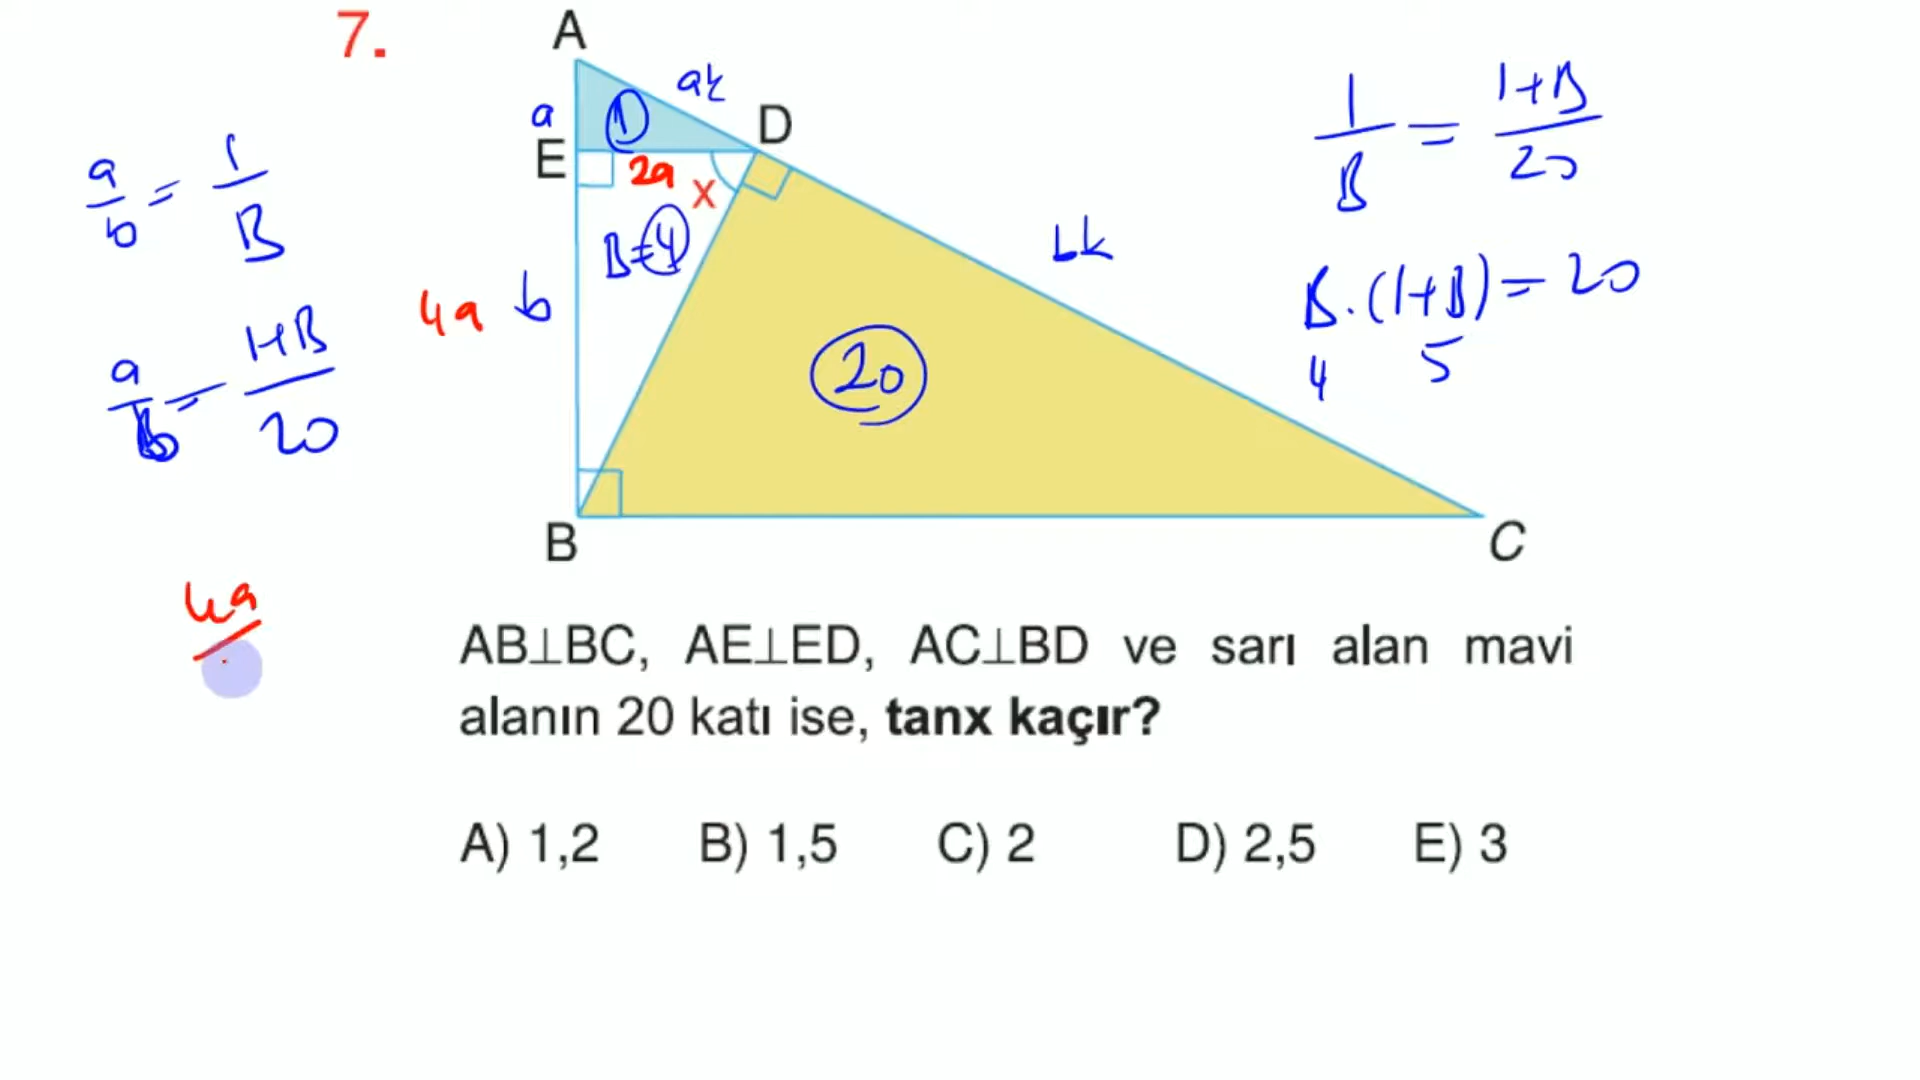 7.
A
ak
a
1
D
E
2a
x
B=4
4a
b
bk
20
B
C
a/b = 1/B
a/b = 1+B/20
4a
1/B = 1+B/20
B.(1+B)=20
4 5
AB⊥BC, AE⊥ED, AC⊥BD ve sarı alan mavi
alanın 20 katı ise, tanx kaçır?
A) 1,2 B) 1,5 C) 2 D) 2,5 E) 3